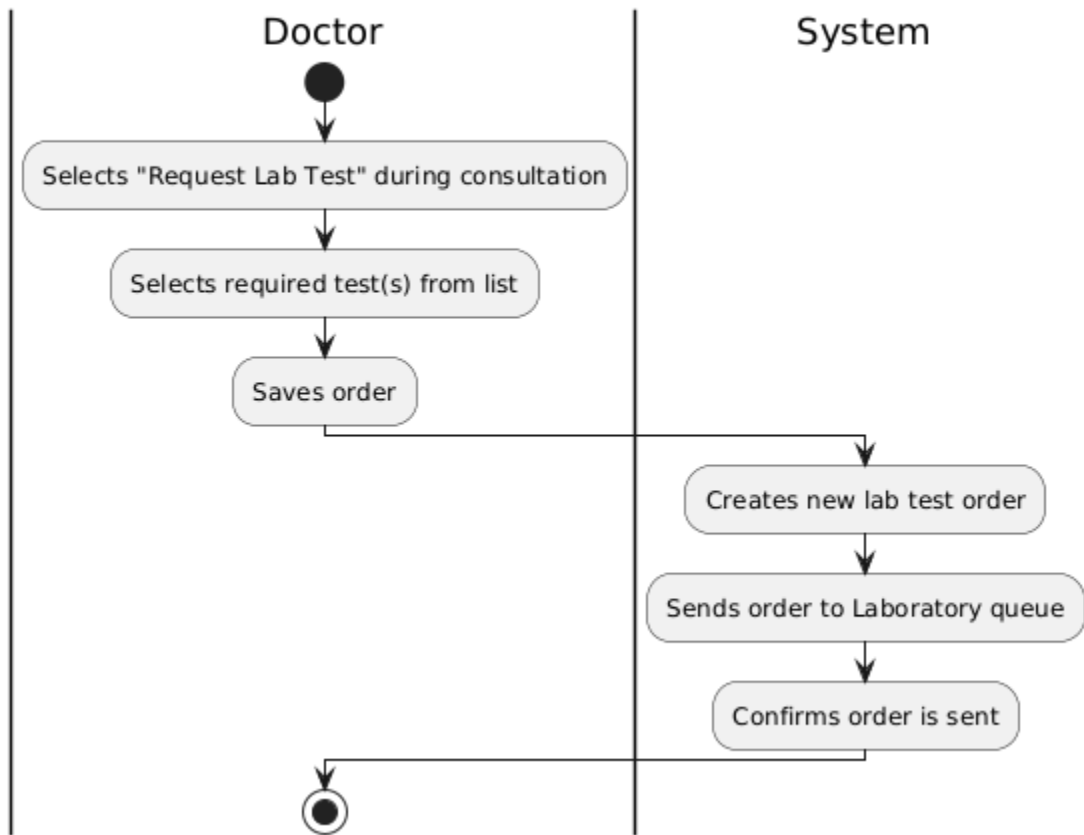 Doctor
System
Selects "Request Lab Test" during consultation
Selects required test(s) from list
Saves order
Creates new lab test order
Sends order to Laboratory queue
Confirms order is sent